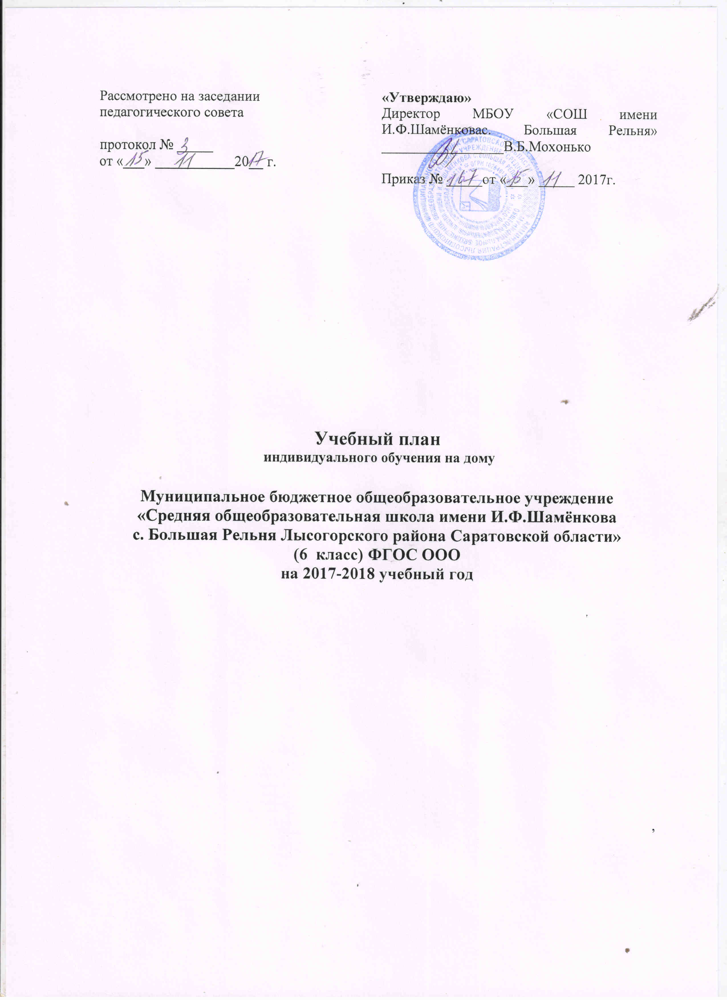 Рассмотрено на заседании
педагогического совета
протокол № 3
от «15» 11 2017 г.
«Утверждаю»
Директор МБОУ «СОШ имени
И.Ф.Шамёнковас. Большая Рельня»
В.Б.Мохонько
Приказ № 167 от «15» 11 2017г.
Учебный план
индивидуального обучения на дому
Муниципальное бюджетное общеобразовательное учреждение
«Средняя общеобразовательная школа имени И.Ф.Шамёнкова
с. Большая Рельня Лысогорского района Саратовской области»
(6 класс) ФГОС ООО
на 2017-2018 учебный год